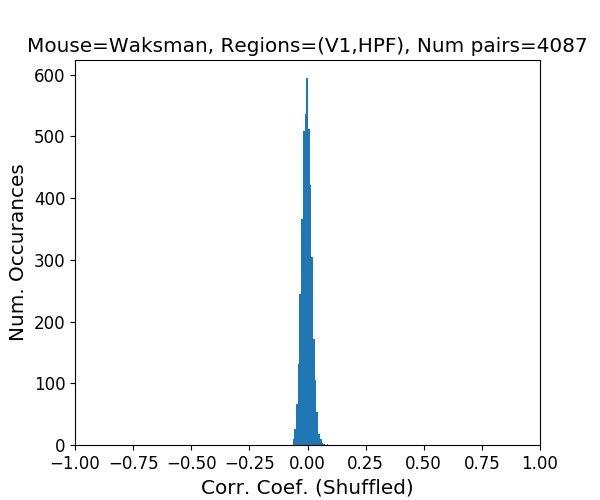 Mouse=Waksman, Regions=(V1,HPF), Num pairs=4087
600
500
400
300
200
100
0
Num. Occurances
−1.00 −0.75 −0.50 −0.25 0.00 0.25 0.50 0.75 1.00
Corr. Coef. (Shuffled)